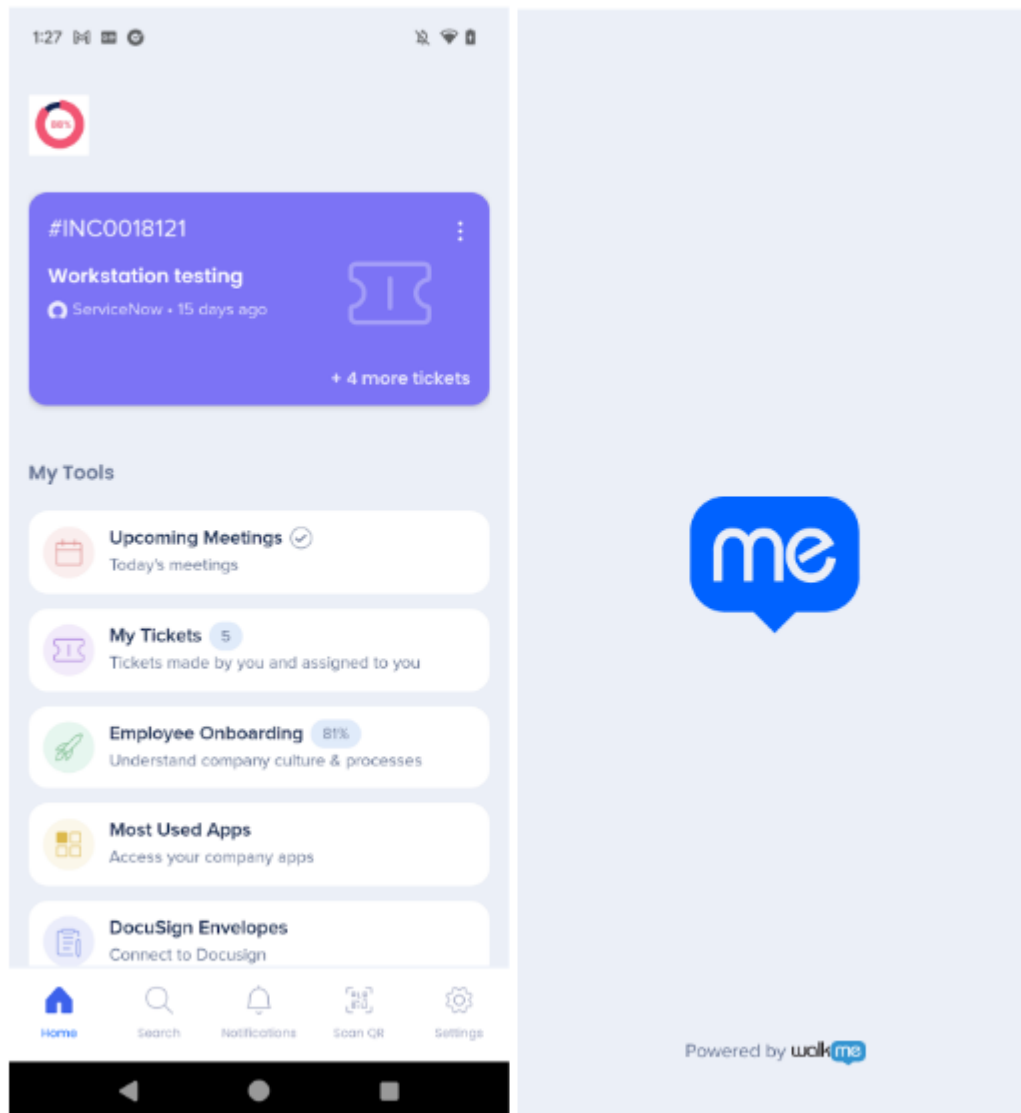 1:27
88%
#INC0018121
Workstation testing
ServiceNow • 15 days ago
+ 4 more tickets
My Tools
Upcoming Meetings
Today's meetings
My Tickets 5
Tickets made by you and assigned to you
Employee Onboarding 81%
Understand company culture & processes
Most Used Apps
Access your company apps
DocuSign Envelopes
Connect to Docusign
Home Search Notifications Scan QR Settings
me
Powered by walkme